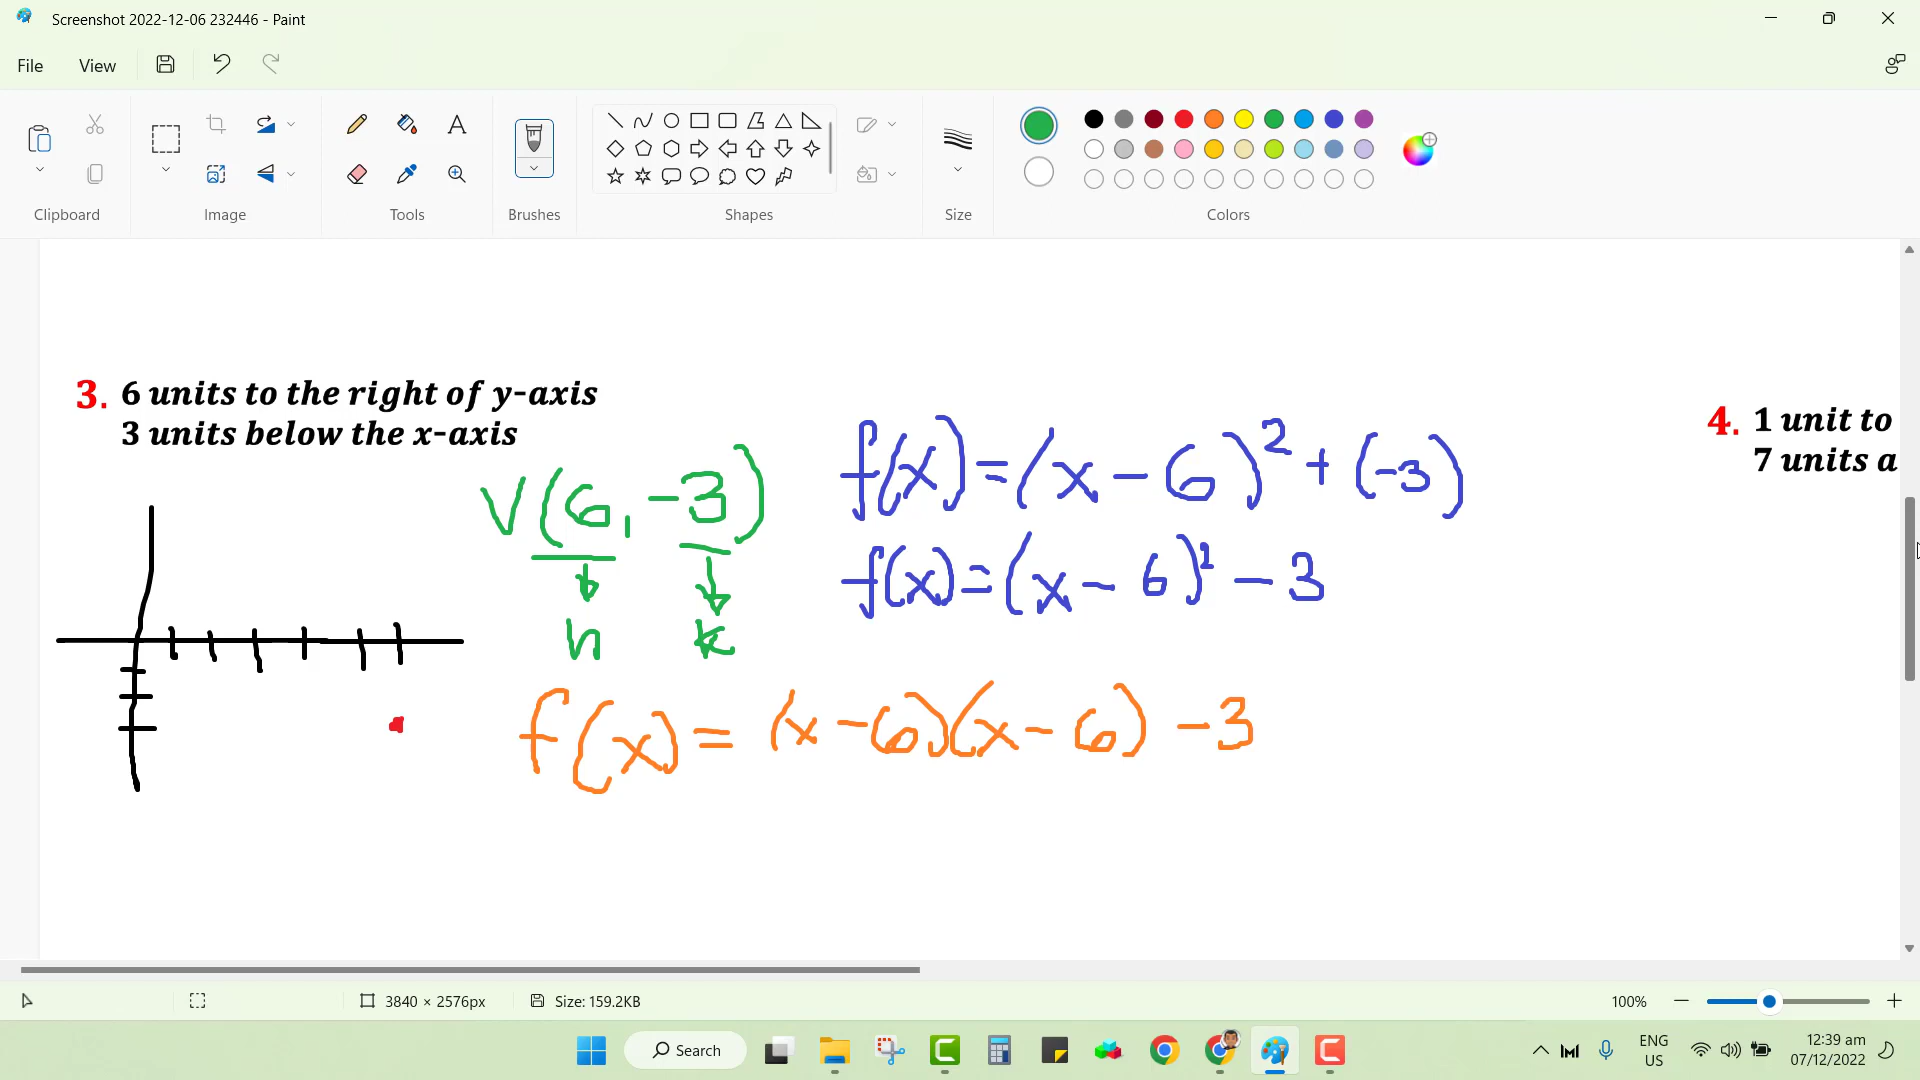 Screenshot 2022-12-06 232446 - Paint
File View
Clipboard Image Tools Brushes Shapes Size Colors
3. 6 units to the right of y-axis
3 units below the x-axis
4. 1 unit to
7 units a
V(6, -3)
h k
f(x) = (x - 6)² + (-3)
f(x) = (x - 6)² - 3
f(x) = (x - 6)(x - 6) - 3
3840 × 2576px Size: 159.2KB 100%
Search
ENG
US
12:39 am
07/12/2022